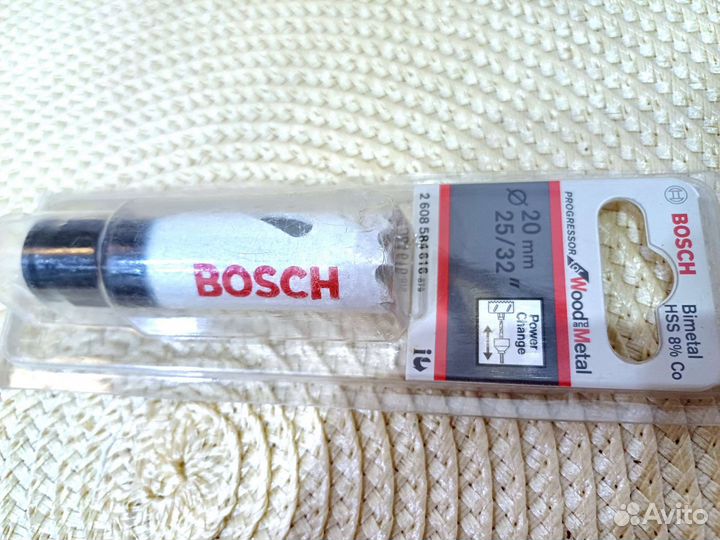 BOSCH
2 608 584 616
Ø 20 mm
25/32"
Power
Change
PROGRESSOR for Wood and Metal
BOSCH
Bimetal
HSS 8% Co
Avito